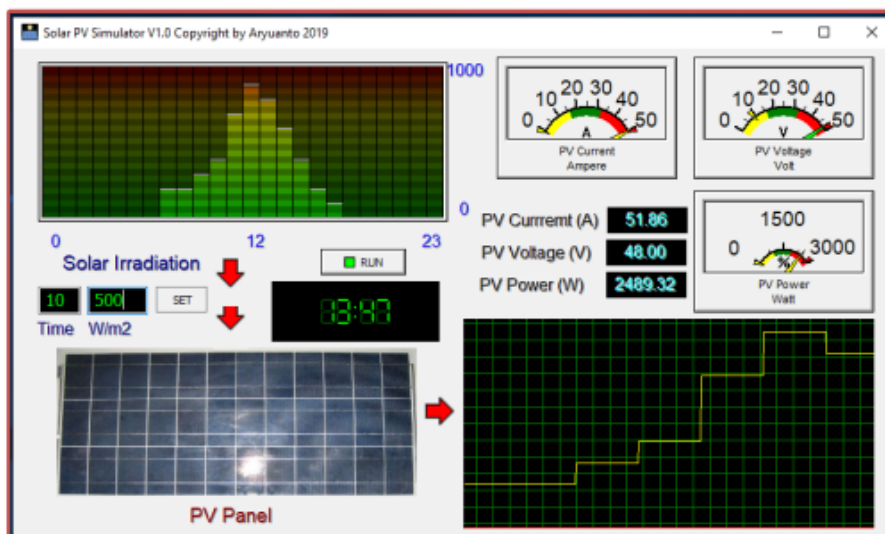 Solar PV Simulator V1.0 Copyright by Aryuanto 2019
1000
0
0 12 23
Solar Irradiation
RUN
10 500 SET
Time W/m2
13:47
0 10 20 30 40 50
A
PV Current
Ampere
0 10 20 30 40 50
V
PV Voltage
Volt
PV Curremt (A) 51.86
PV Voltage (V) 48.00
PV Power (W) 2489.32
0 1500 3000
%
PV Power
Watt
PV Panel